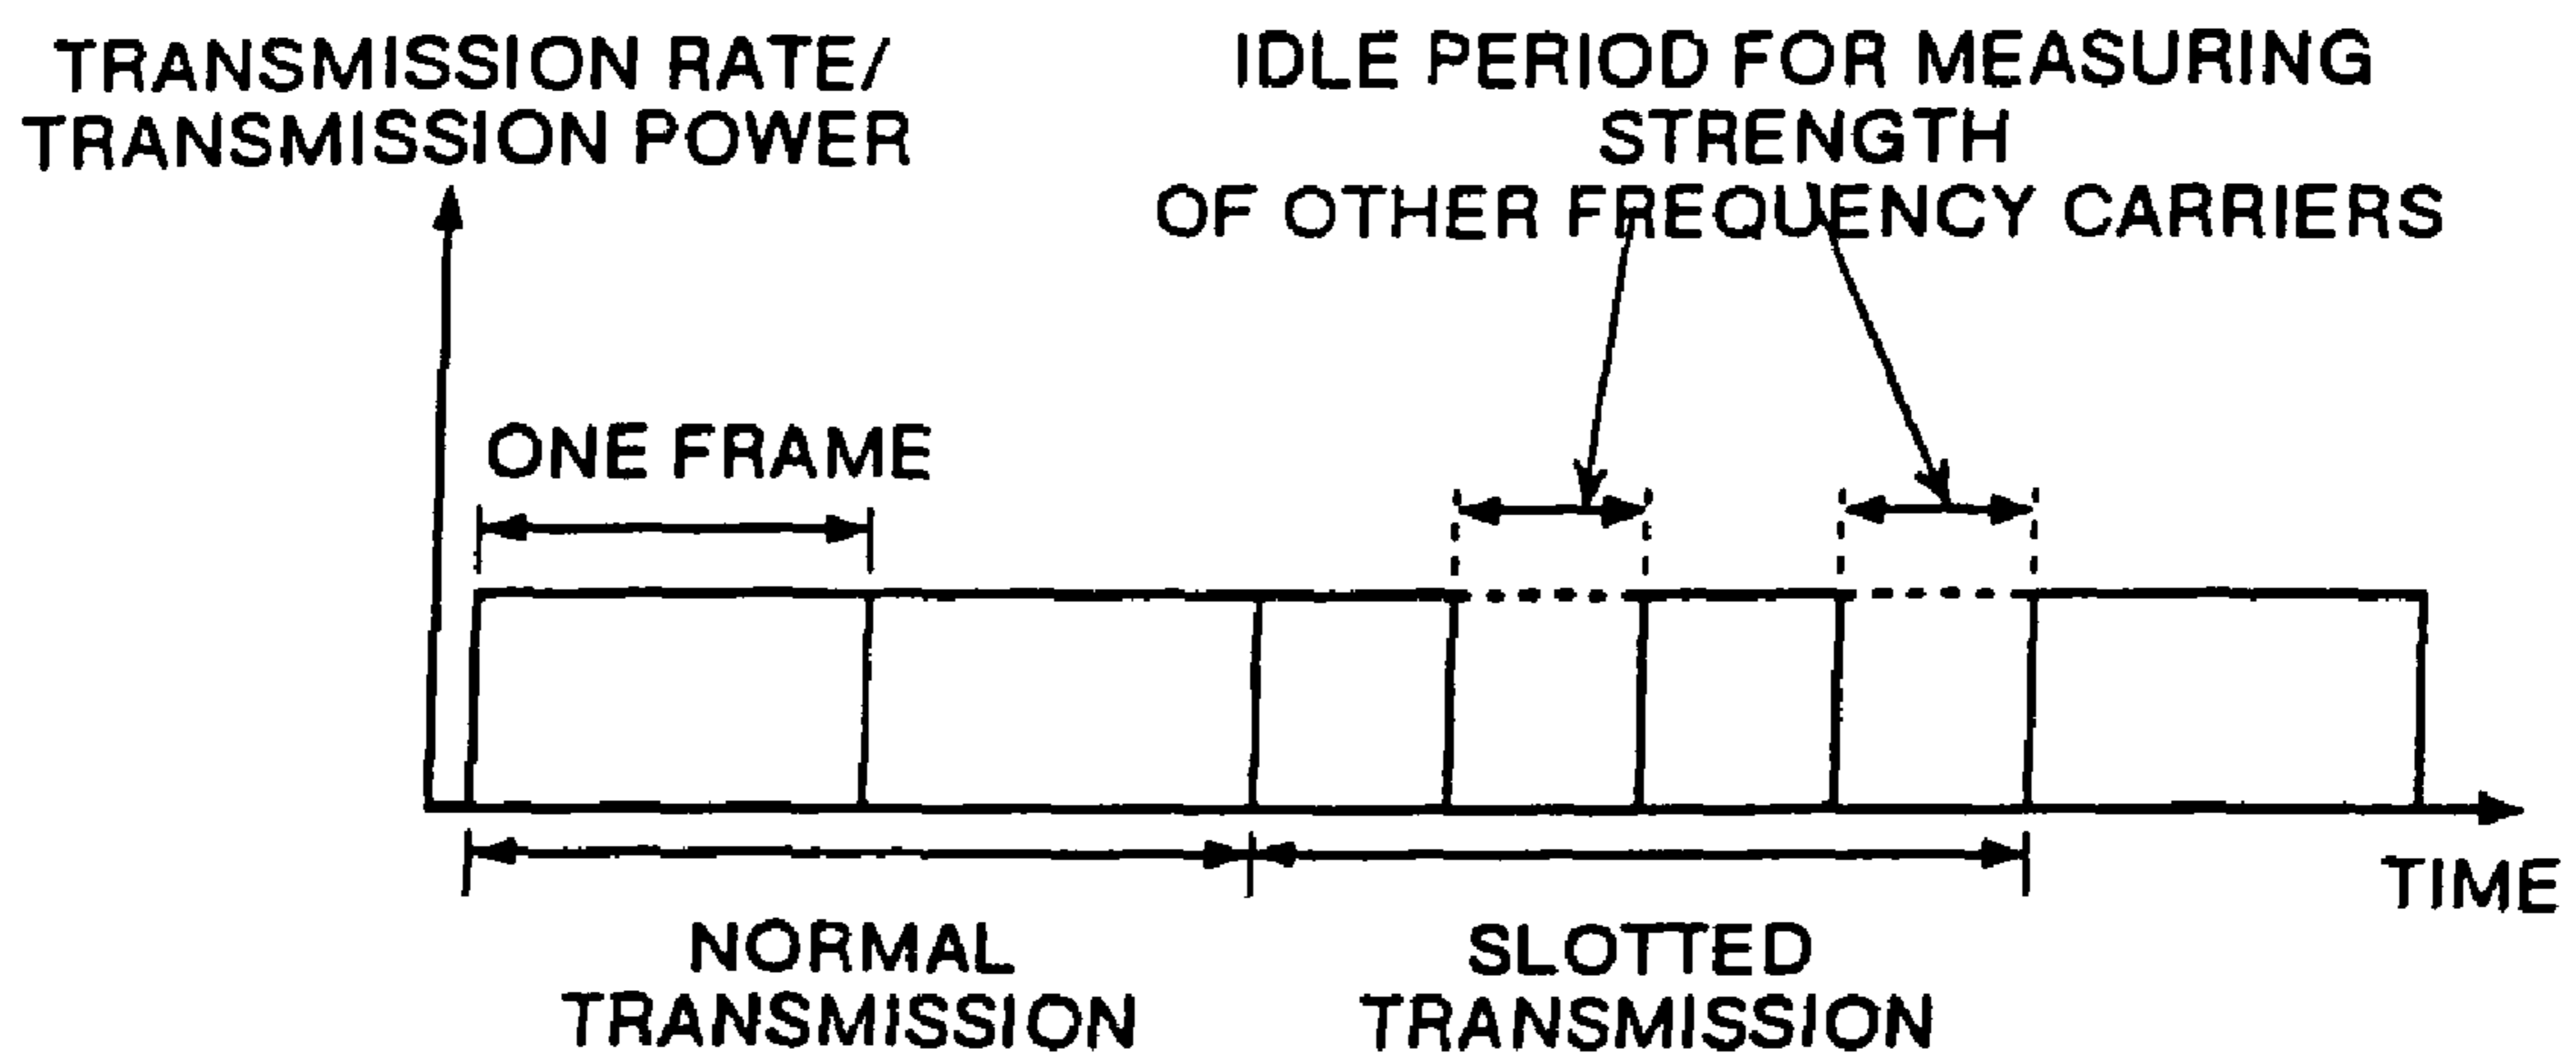 TRANSMISSION RATE/
TRANSMISSION POWER
IDLE PERIOD FOR MEASURING
STRENGTH
OF OTHER FREQUENCY CARRIERS
ONE FRAME
TIME
NORMAL
TRANSMISSION
SLOTTED
TRANSMISSION